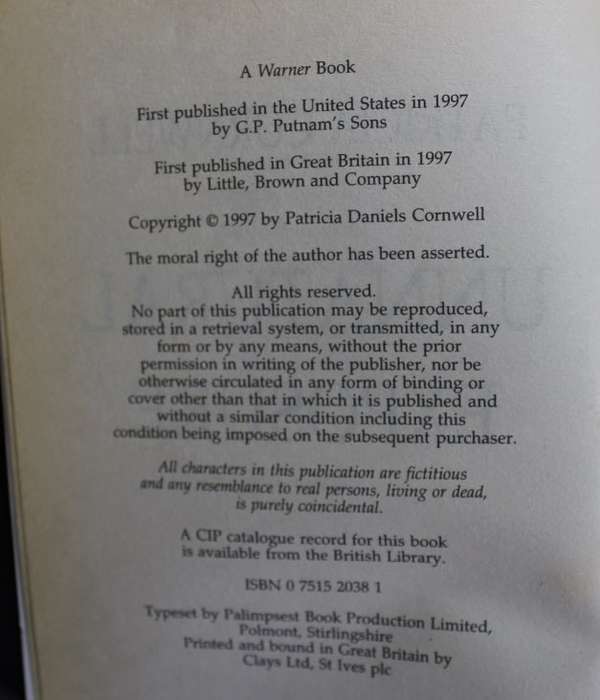 A Warner Book
First published in the United States in 1997
by G.P. Putnam's Sons
First published in Great Britain in 1997
by Little, Brown and Company
Copyright © 1997 by Patricia Daniels Cornwell
The moral right of the author has been asserted.
All rights reserved.
No part of this publication may be reproduced,
stored in a retrieval system, or transmitted, in any
form or by any means, without the prior
permission in writing of the publisher, nor be
otherwise circulated in any form of binding or
cover other than that in which it is published and
without a similar condition including this
condition being imposed on the subsequent purchaser.
All characters in this publication are fictitious
and any resemblance to real persons, living or dead,
is purely coincidental.
A CIP catalogue record for this book
is available from the British Library.
ISBN 0 7515 2038 1
Typeset by Palimpsest Book Production Limited,
Polmont, Stirlingshire
Printed and bound in Great Britain by
Clays Ltd, St Ives plc